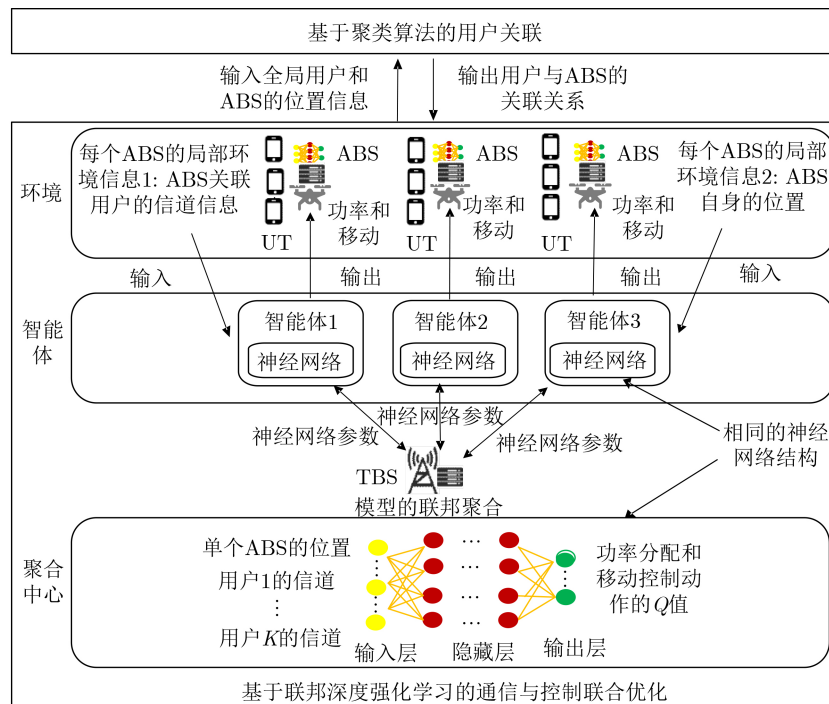 基于聚类算法的用户关联
输入全局用户和
ABS的位置信息
输出用户与ABS的
关联关系
环境
每个ABS的局部环
境信息1: ABS关联
用户的信道信息
UT
ABS
功率和
移动
UT
ABS
功率和
移动
UT
ABS
功率和
移动
每个ABS的局部
环境信息2: ABS
自身的位置
输入
输出
输出
输出
输入
智能
体
智能体1
神经网络
智能体2
神经网络
智能体3
神经网络
神经网络参数
神经网络参数
神经网络参数
相同的神经
网络结构
TBS
模型的联邦聚合
聚合
中心
单个ABS的位置
用户1的信道
⋮
用户K的信道
输入层
…
…
隐藏层
输出层
功率分配和
移动控制动
作的Q值
基于联邦深度强化学习的通信与控制联合优化